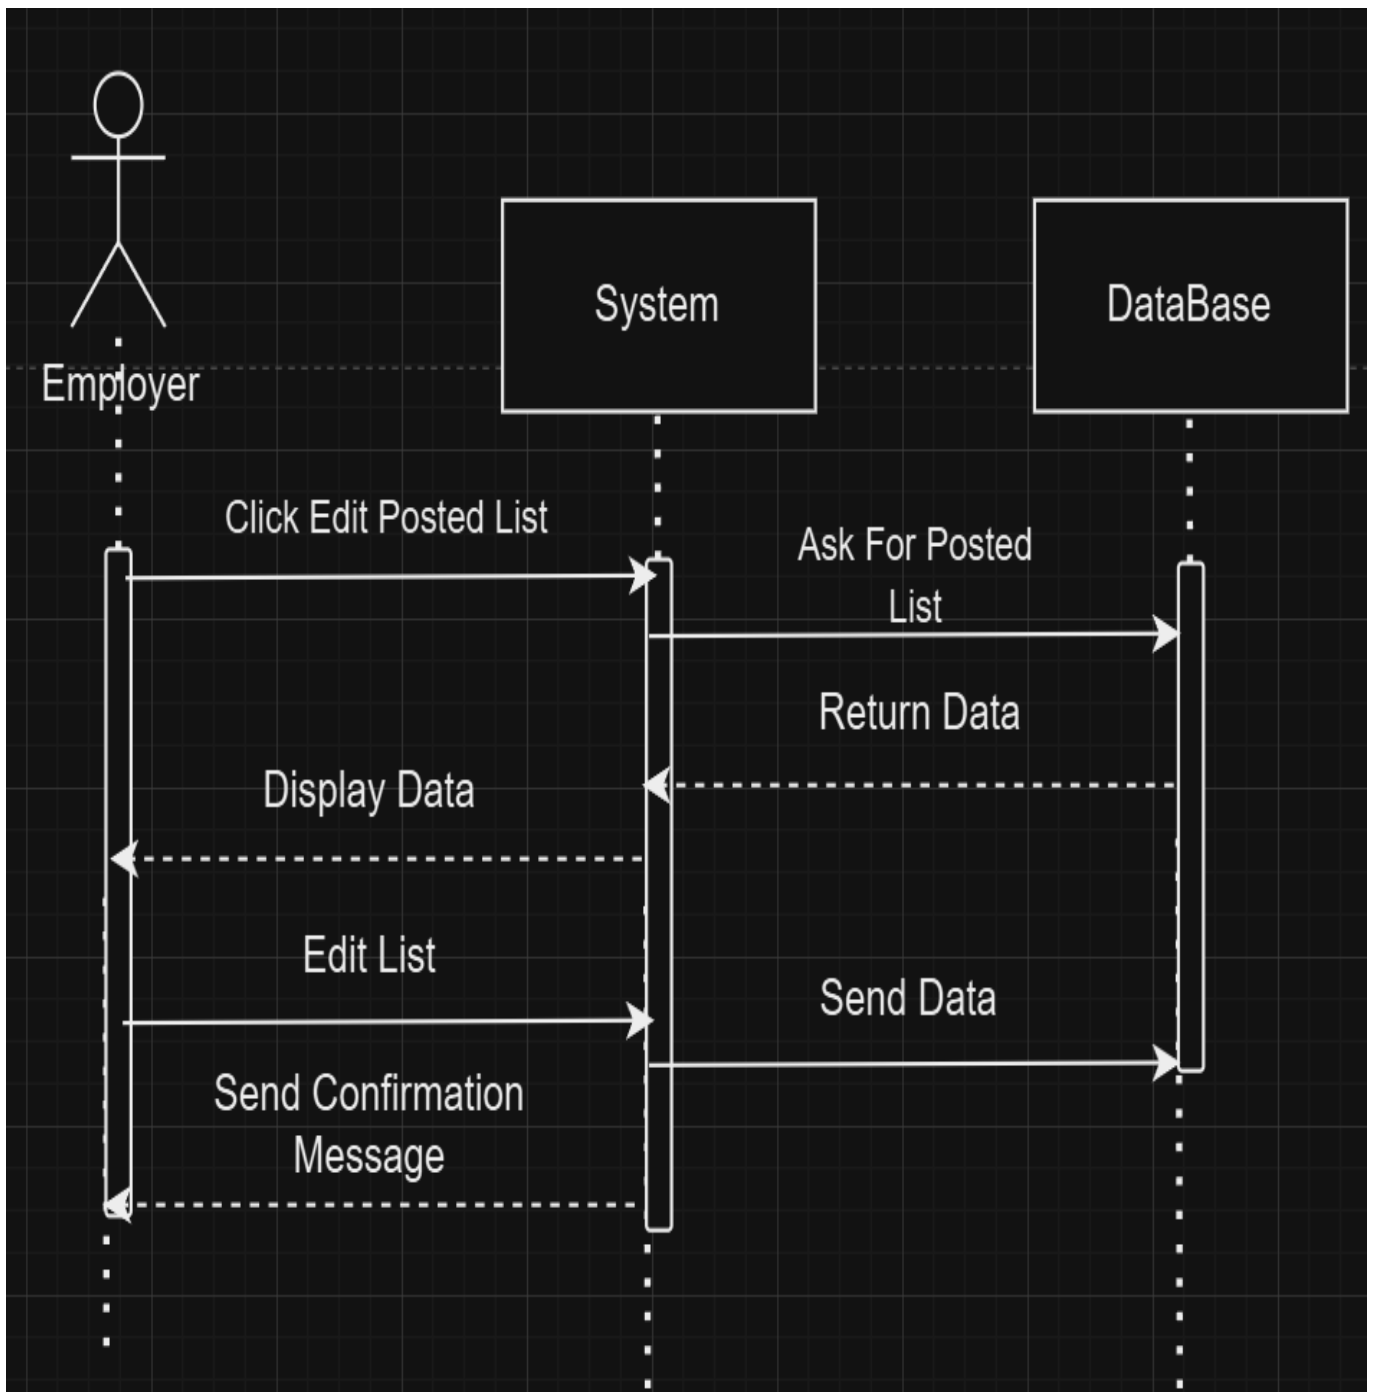 System
DataBase
Employer
Click Edit Posted List
Ask For Posted
List
Return Data
Display Data
Edit List
Send Data
Send Confirmation
Message